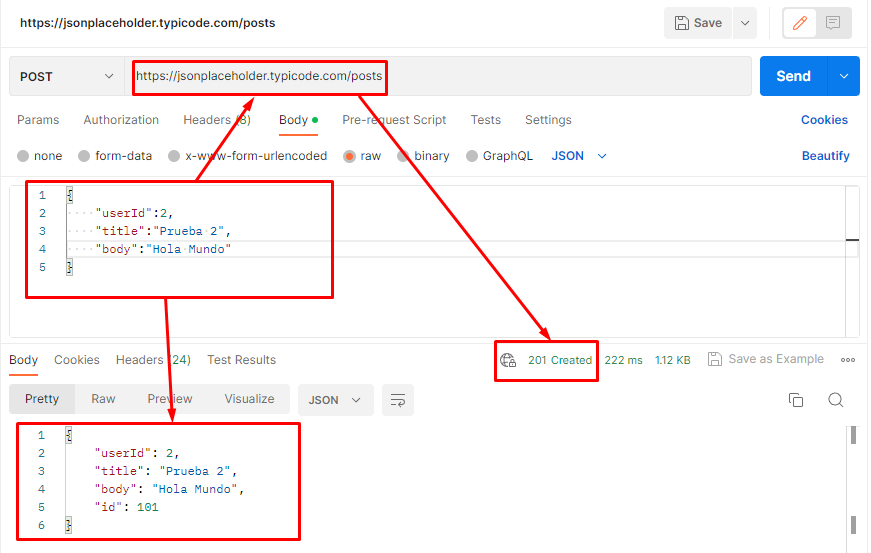 https://jsonplaceholder.typicode.com/posts Save
POST https://jsonplaceholder.typicode.com/posts Send
Params Authorization Headers (8) Body Pre-request Script Tests Settings Cookies
none form-data x-www-form-urlencoded raw binary GraphQL JSON Beautify
1 {
2 "userId":2,
3 "title":"Prueba 2",
4 "body":"Hola Mundo"
5 }
Body Cookies Headers (24) Test Results 201 Created 222 ms 1.12 KB Save as Example
Pretty Raw Preview Visualize JSON
1 {
2 "userId": 2,
3 "title": "Prueba 2",
4 "body": "Hola Mundo",
5 "id": 101
6 }